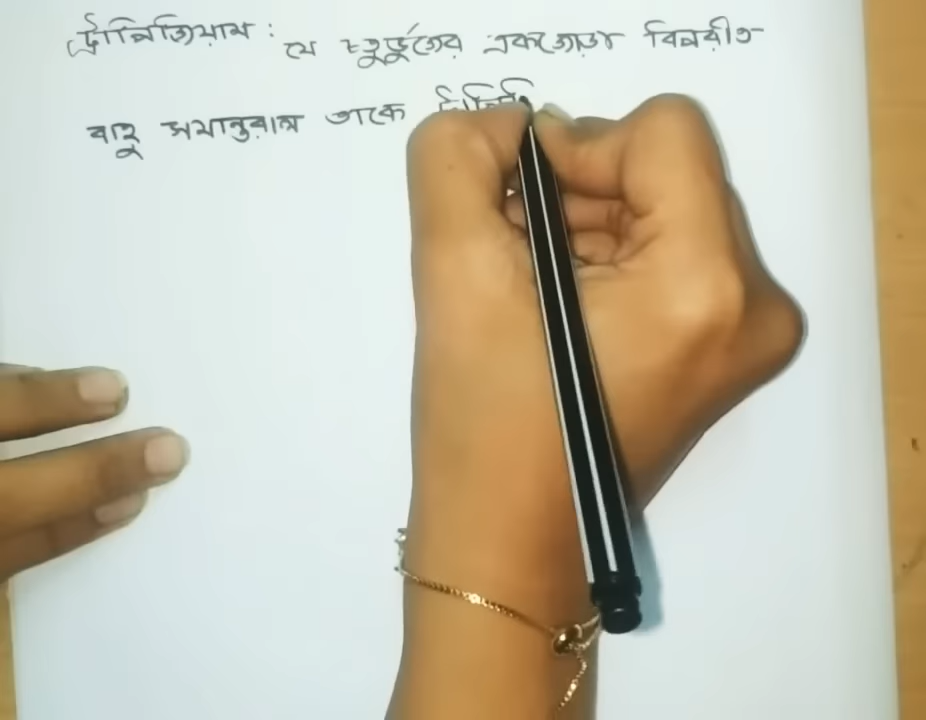 ট্রাপিজিয়াম : যে চতুর্ভুজের একজোড়া বিপরীত
বাহু সমান্তরাল তাকে